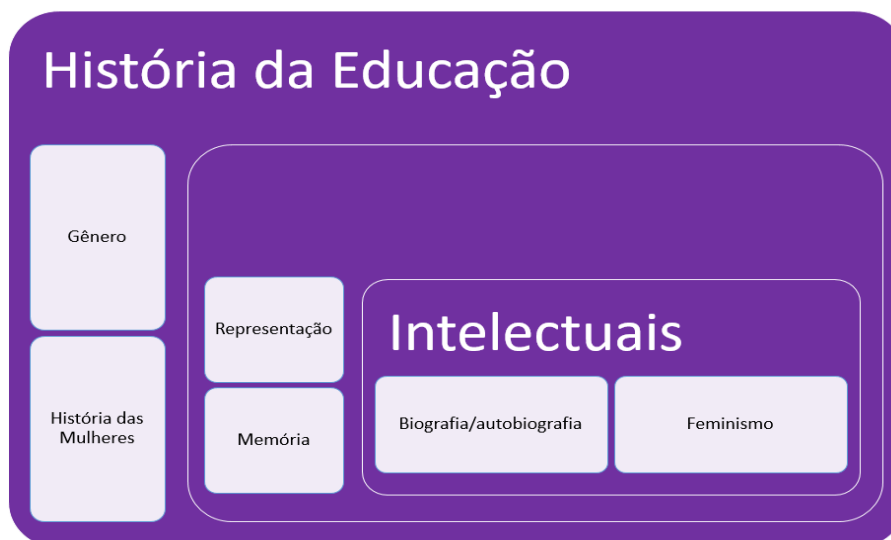 História da Educação
Gênero
História das
Mulheres
Representação
Memória
Intelectuais
Biografia/autobiografia
Feminismo